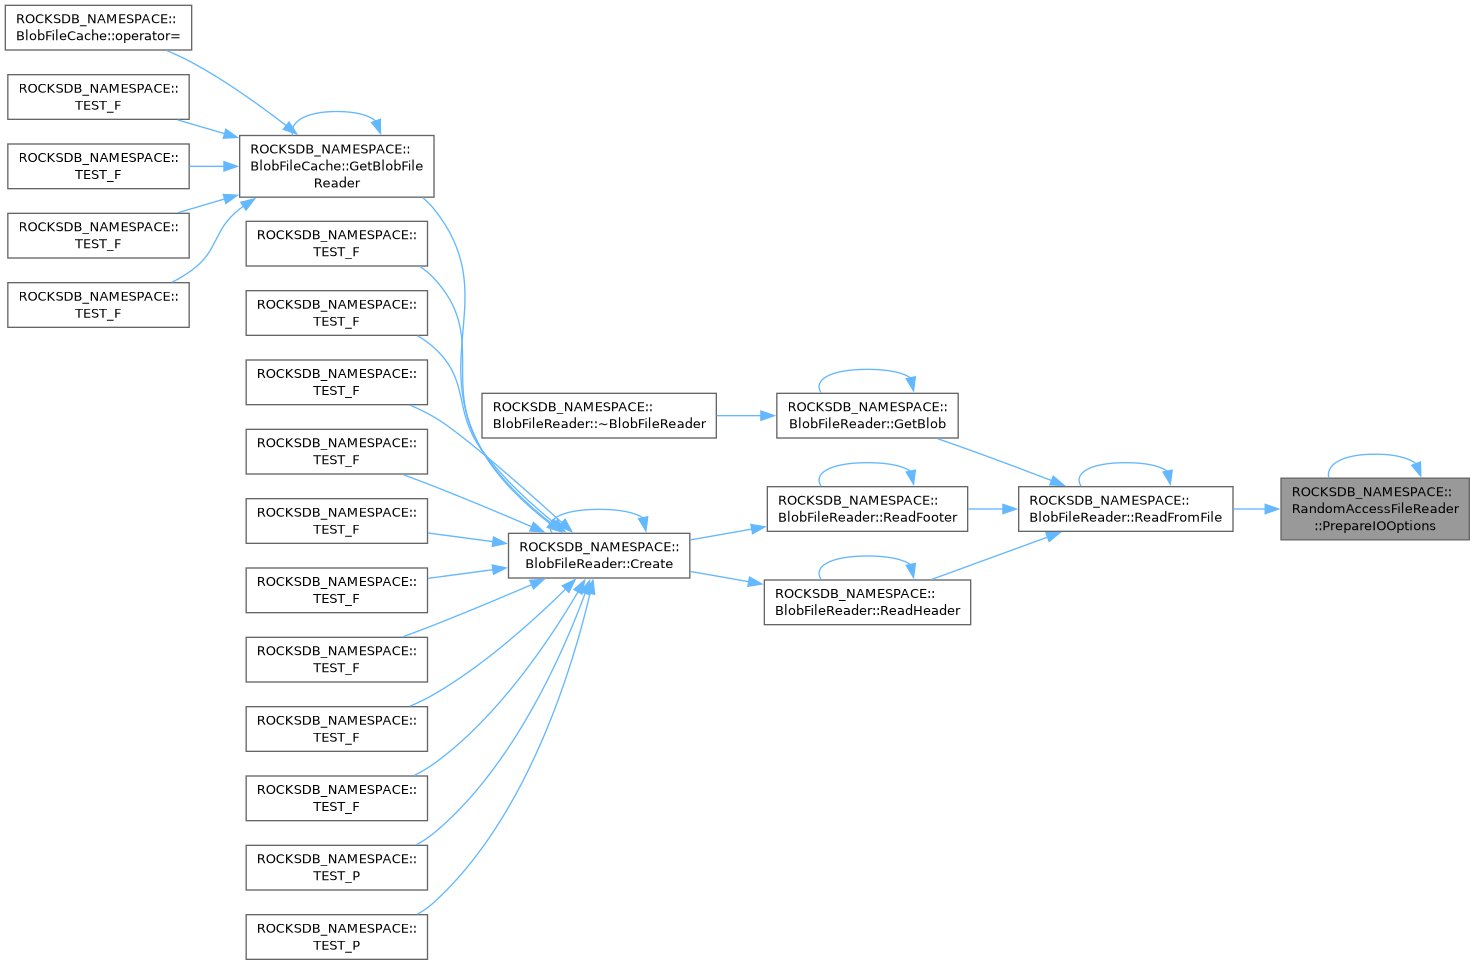 ROCKSDB_NAMESPACE::
BlobFileCache::operator=
ROCKSDB_NAMESPACE::
TEST_F
ROCKSDB_NAMESPACE::
TEST_F
ROCKSDB_NAMESPACE::
TEST_F
ROCKSDB_NAMESPACE::
TEST_F
ROCKSDB_NAMESPACE::
BlobFileCache::GetBlobFile
Reader
ROCKSDB_NAMESPACE::
TEST_F
ROCKSDB_NAMESPACE::
TEST_F
ROCKSDB_NAMESPACE::
TEST_F
ROCKSDB_NAMESPACE::
TEST_F
ROCKSDB_NAMESPACE::
TEST_F
ROCKSDB_NAMESPACE::
TEST_F
ROCKSDB_NAMESPACE::
TEST_F
ROCKSDB_NAMESPACE::
TEST_F
ROCKSDB_NAMESPACE::
TEST_F
ROCKSDB_NAMESPACE::
TEST_P
ROCKSDB_NAMESPACE::
TEST_P
ROCKSDB_NAMESPACE::
BlobFileReader::~BlobFileReader
ROCKSDB_NAMESPACE::
BlobFileReader::Create
ROCKSDB_NAMESPACE::
BlobFileReader::GetBlob
ROCKSDB_NAMESPACE::
BlobFileReader::ReadFooter
ROCKSDB_NAMESPACE::
BlobFileReader::ReadHeader
ROCKSDB_NAMESPACE::
BlobFileReader::ReadFromFile
ROCKSDB_NAMESPACE::
RandomAccessFileReader
::PrepareIOOptions